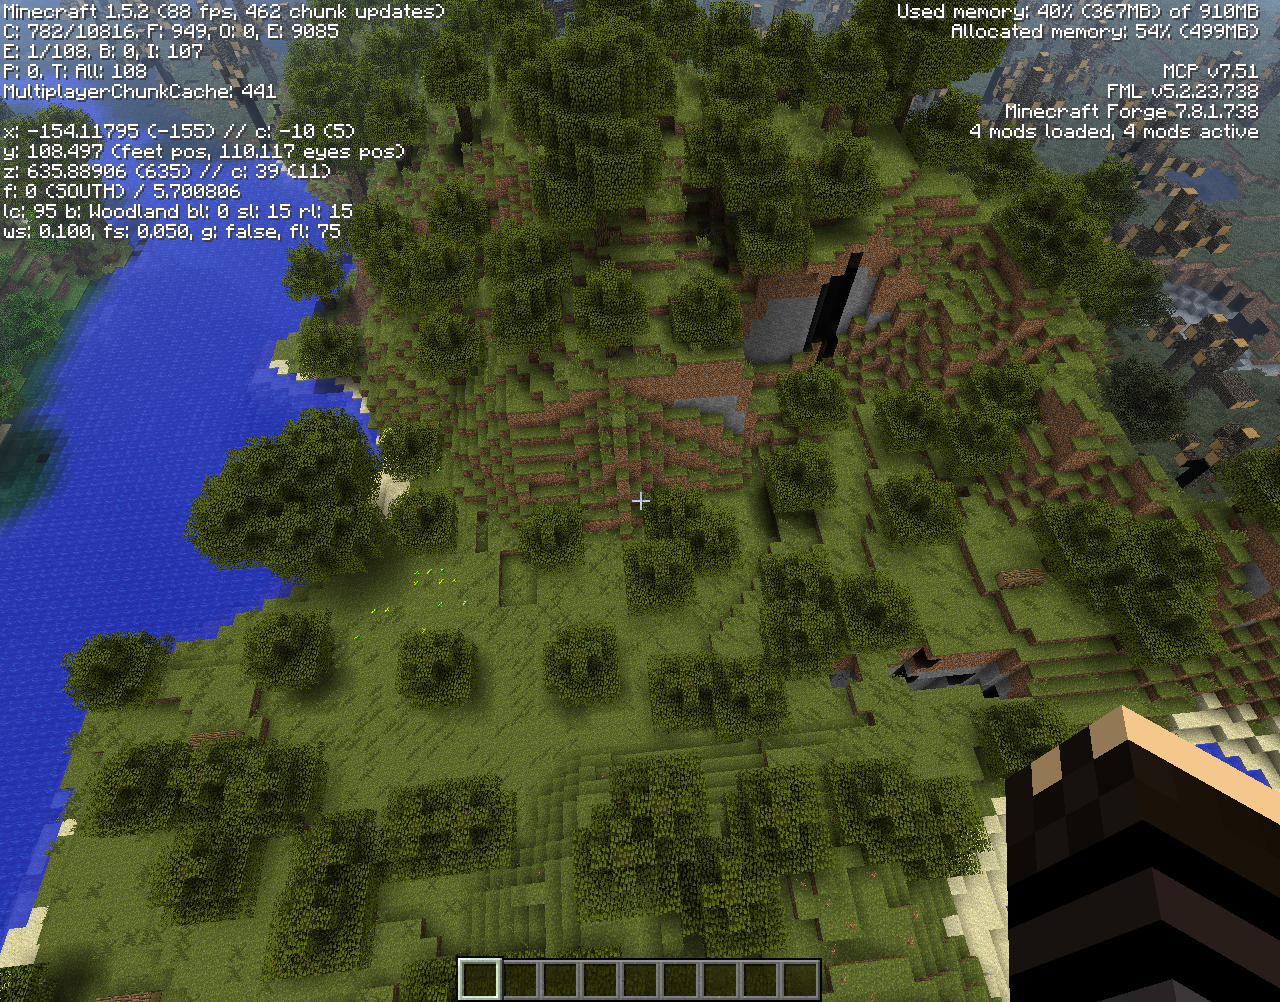 Minecraft 1.5.2 (88 fps, 462 chunk updates)
C: 782/10816. F: 949, O: 0, E: 9085
E: 1/108. B: 0, I: 107
P: 0. T: All: 108
MultiplayerChunkCache: 441
x: -154.11795 (-155) // c: -10 (5)
y: 108.497 (feet pos, 110.117 eyes pos)
z: 635.88906 (635) // c: 39 (11)
f: 0 (SOUTH) / 5.700806
lc: 95 b: Woodland bl: 0 sl: 15 rl: 15
ws: 0.100, fs: 0.050, g: false, fl: 75
Used memory: 40% (367MB) of 910MB
Allocated memory: 54% (499MB)
MCP v7.51
FML v5.2.23.738
Minecraft Forge 7.8.1.738
4 mods loaded, 4 mods active